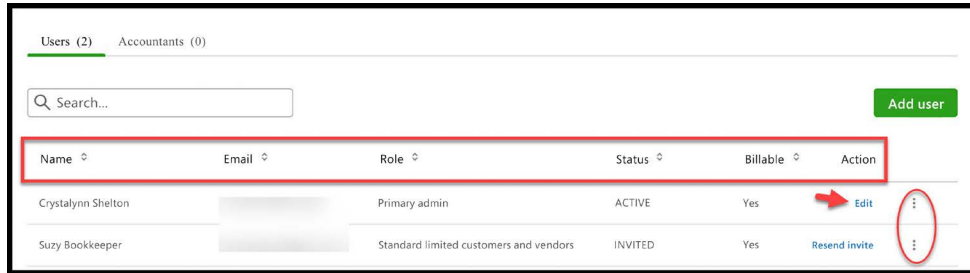 Users (2) Accountants (0)
Search...
Add user
Name Email Role Status Billable Action
Crystalynn Shelton Primary admin ACTIVE Yes Edit
Suzy Bookkeeper Standard limited customers and vendors INVITED Yes Resend invite